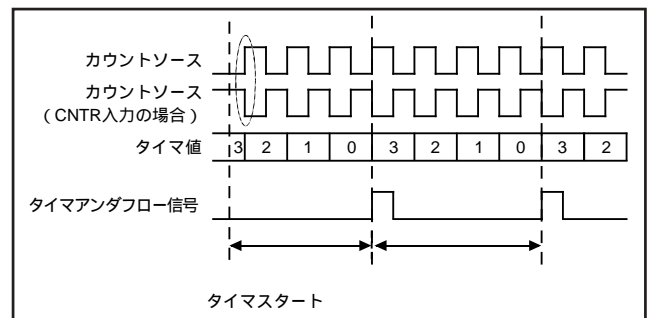 カウントソース
カウントソース
(CNTR入力の場合)
タイマ値 3 2 1 0 3 2 1 0 3 2
タイマアンダフロー信号
タイマスタート